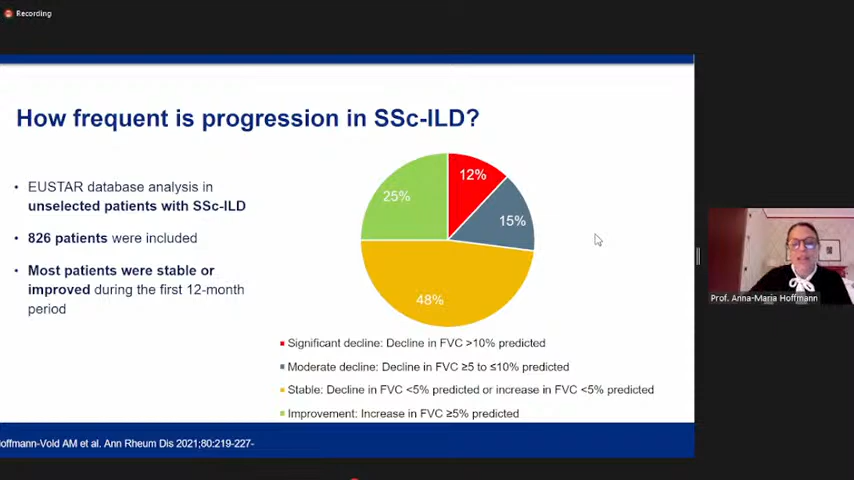 Recording
How frequent is progression in SSc-ILD?
• EUSTAR database analysis in
unselected patients with SSc-ILD
• 826 patients were included
• Most patients were stable or
improved during the first 12-month
period
12%
15%
48%
25%
Significant decline: Decline in FVC >10% predicted
Moderate decline: Decline in FVC ≥5 to ≤10% predicted
Stable: Decline in FVC <5% predicted or increase in FVC <5% predicted
Improvement: Increase in FVC ≥5% predicted
Prof. Anna-Maria Hoffmann
offmann-Vold AM et al. Ann Rheum Dis 2021;80:219-227-